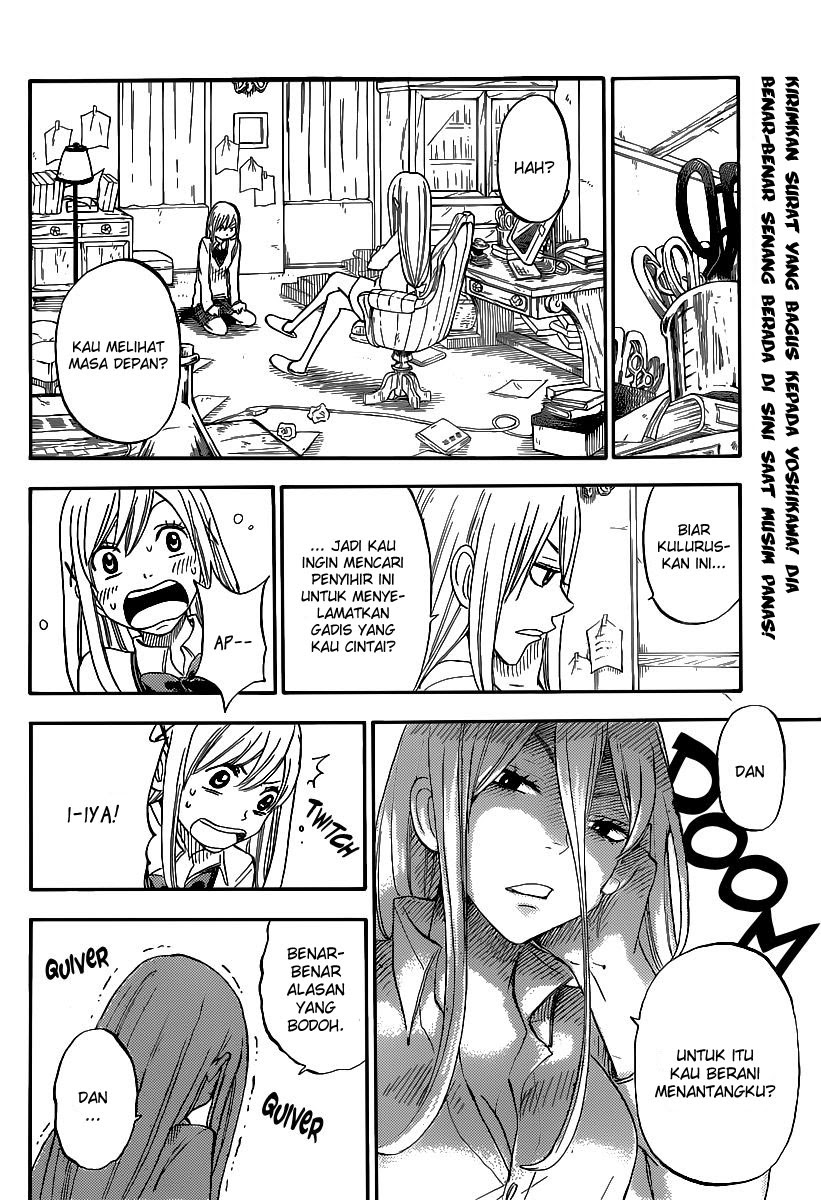 KIRIMKAN SURAT YANG BAGUS KEPADA YOSHIKAWA! DIA
BENAR-BENAR SENANG BERADA DI SINI SAAT MUSIM PANAS!
HAH?
KAU MELIHAT
MASA DEPAN?
BIAR
KULURUS-
KAN INI...
... JADI KAU
INGIN MENCARI
PENYIHIR INI
UNTUK MENYE-
LAMATKAN
GADIS YANG
KAU CINTAI?
AP--
DAN
DOOM
UNTUK ITU
KAU BERANI
MENANTANGKU?
I-IYA!
TWITCH
BENAR-
BENAR
ALASAN
YANG
BODOH.
QUIVER
DAN
...
QUIVER